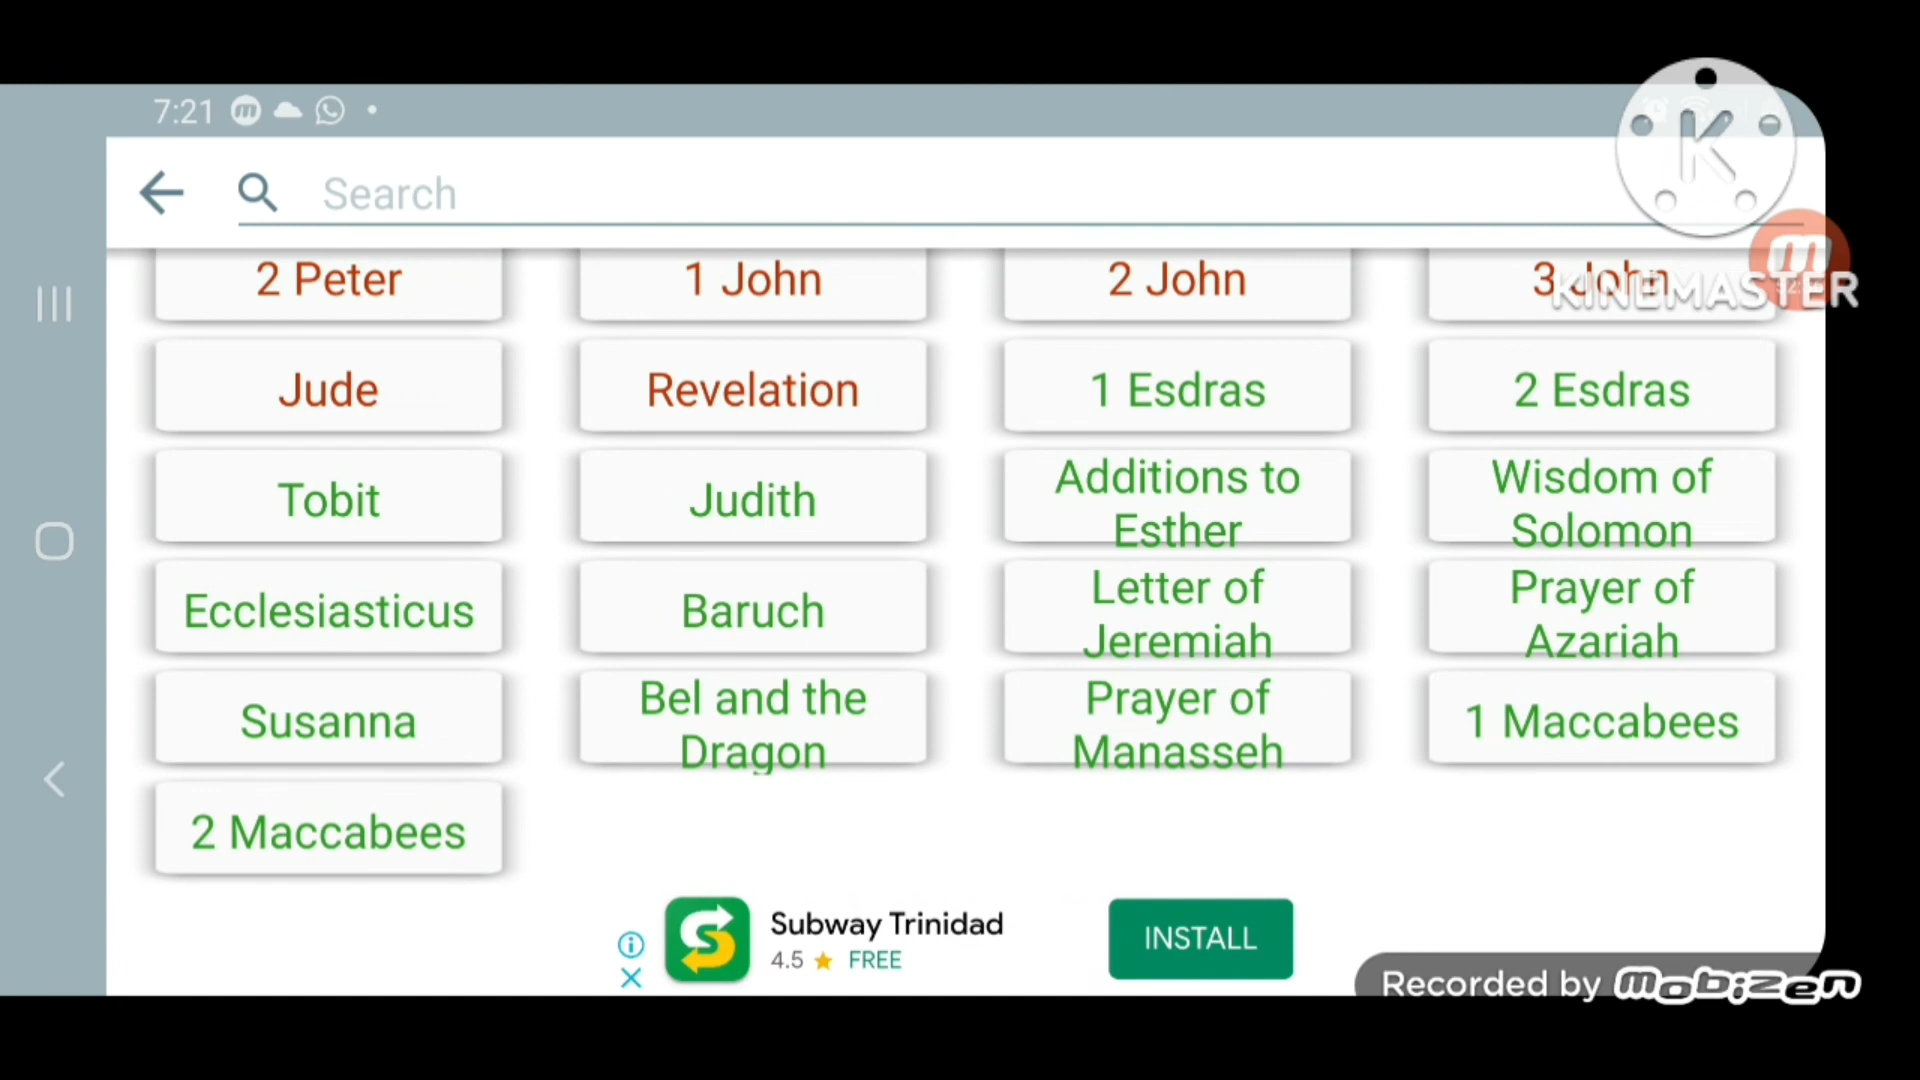 7:21
Search
2 Peter
1 John
2 John
3 John
KINEMASTER
Jude
Revelation
1 Esdras
2 Esdras
Tobit
Judith
Additions to
Esther
Wisdom of
Solomon
Ecclesiasticus
Baruch
Letter of
Jeremiah
Prayer of
Azariah
Susanna
Bel and the
Dragon
Prayer of
Manasseh
1 Maccabees
2 Maccabees
Subway Trinidad
4.5 ★ FREE
INSTALL
Recorded by mobizen